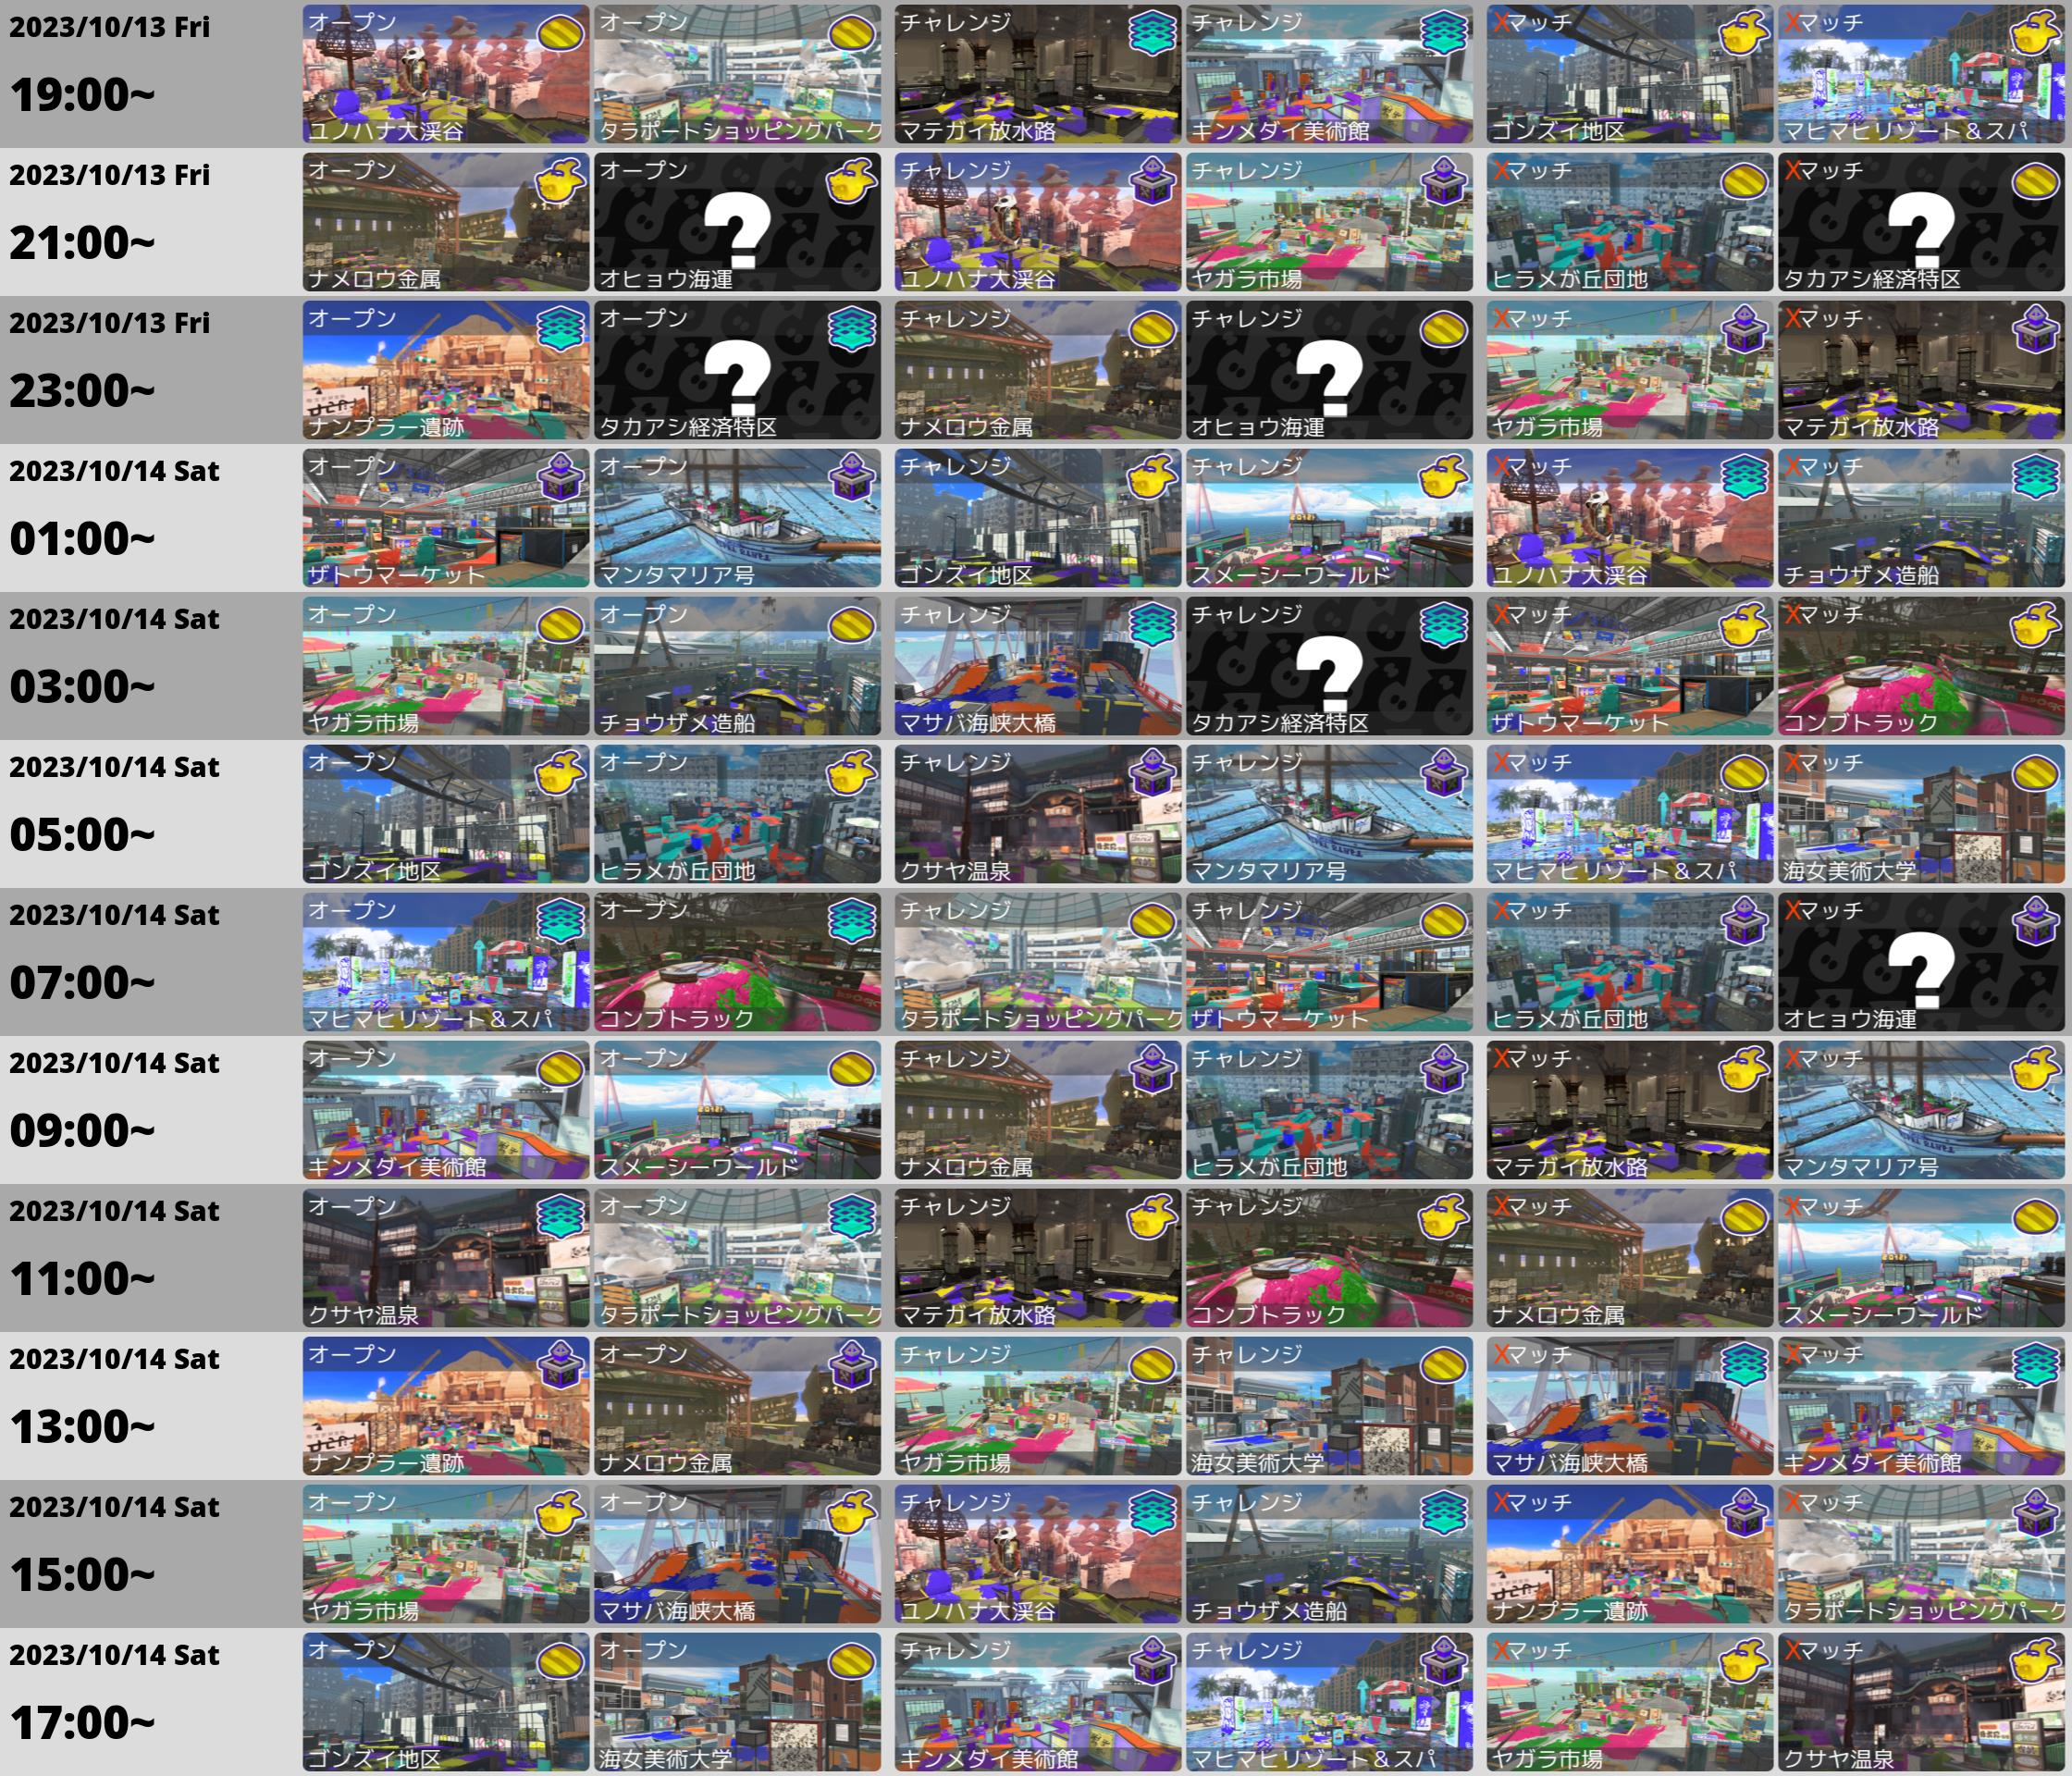 2023/10/13 Fri
19:00~
オープン
ユノハナ大渓谷
オープン
タラポートショッピングパーク
チャレンジ
マテガイ放水路
チャレンジ
キンメダイ美術館
Xマッチ
ゴンズイ地区
Xマッチ
マヒマヒリゾート＆スパ
2023/10/13 Fri
21:00~
オープン
ナメロウ金属
オープン
?
オヒョウ海運
チャレンジ
ユノハナ大渓谷
チャレンジ
ヤガラ市場
Xマッチ
ヒラメが丘団地
Xマッチ
?
タカアシ経済特区
2023/10/13 Fri
23:00~
オープン
ナンプラー遺跡
オープン
?
タカアシ経済特区
チャレンジ
ナメロウ金属
チャレンジ
?
オヒョウ海運
Xマッチ
ヤガラ市場
Xマッチ
マテガイ放水路
2023/10/14 Sat
01:00~
オープン
ザトウマーケット
オープン
マンタマリア号
チャレンジ
ゴンズイ地区
チャレンジ
スメーシーワールド
Xマッチ
ユノハナ大渓谷
Xマッチ
チョウザメ造船
2023/10/14 Sat
03:00~
オープン
ヤガラ市場
オープン
チョウザメ造船
チャレンジ
マサバ海峡大橋
チャレンジ
?
タカアシ経済特区
Xマッチ
ザトウマーケット
Xマッチ
コンブトラック
2023/10/14 Sat
05:00~
オープン
ゴンズイ地区
オープン
ヒラメが丘団地
チャレンジ
クサヤ温泉
チャレンジ
マンタマリア号
Xマッチ
マヒマヒリゾート＆スパ
Xマッチ
海女美術大学
2023/10/14 Sat
07:00~
オープン
マヒマヒリゾート＆スパ
オープン
コンブトラック
チャレンジ
タラポートショッピングパーク
チャレンジ
ザトウマーケット
Xマッチ
ヒラメが丘団地
Xマッチ
?
オヒョウ海運
2023/10/14 Sat
09:00~
オープン
キンメダイ美術館
オープン
スメーシーワールド
チャレンジ
ナメロウ金属
チャレンジ
ヒラメが丘団地
Xマッチ
マテガイ放水路
Xマッチ
マンタマリア号
2023/10/14 Sat
11:00~
オープン
クサヤ温泉
オープン
タラポートショッピングパーク
チャレンジ
マテガイ放水路
チャレンジ
コンブトラック
Xマッチ
ナメロウ金属
Xマッチ
スメーシーワールド
2023/10/14 Sat
13:00~
オープン
ナンプラー遺跡
オープン
ナメロウ金属
チャレンジ
ヤガラ市場
チャレンジ
海女美術大学
Xマッチ
マサバ海峡大橋
Xマッチ
キンメダイ美術館
2023/10/14 Sat
15:00~
オープン
ヤガラ市場
オープン
マサバ海峡大橋
チャレンジ
ユノハナ大渓谷
チャレンジ
チョウザメ造船
Xマッチ
ナンプラー遺跡
Xマッチ
タラポートショッピングパーク
2023/10/14 Sat
17:00~
オープン
ゴンズイ地区
オープン
海女美術大学
チャレンジ
キンメダイ美術館
チャレンジ
マヒマヒリゾート＆スパ
Xマッチ
ヤガラ市場
Xマッチ
クサヤ温泉